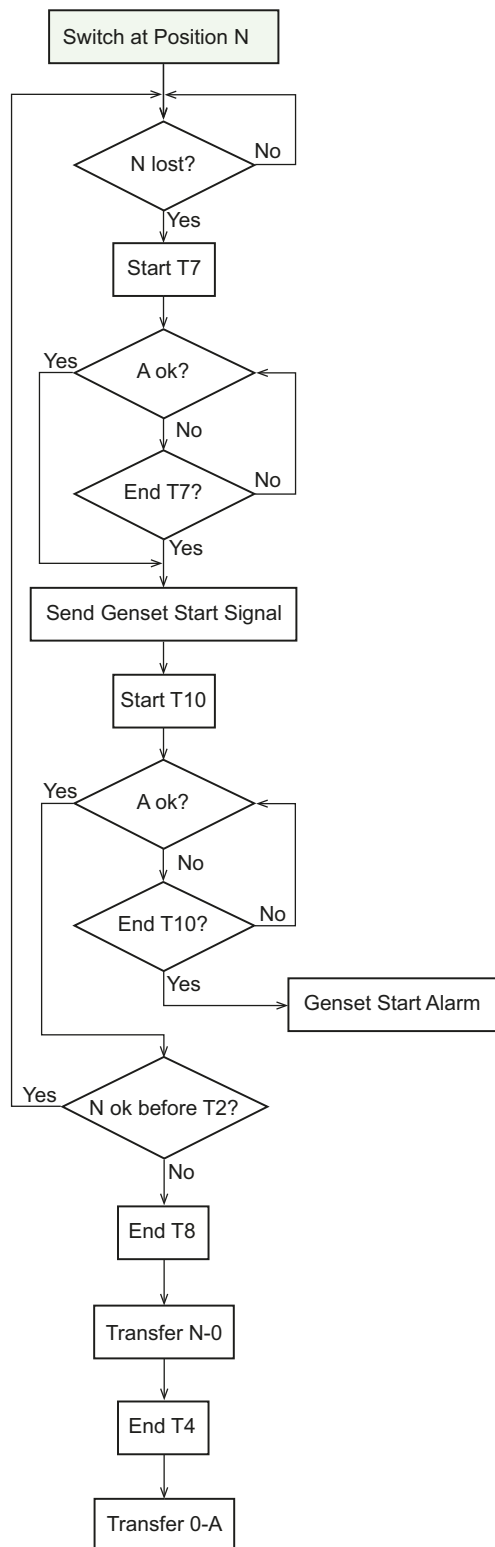 Switch at Position N
N lost?
No
Yes
Start T7
Yes
A ok?
No
End T7?
No
Yes
Send Genset Start Signal
Start T10
Yes
A ok?
No
End T10?
No
Yes
Genset Start Alarm
Yes
N ok before T2?
No
End T8
Transfer N-0
End T4
Transfer 0-A